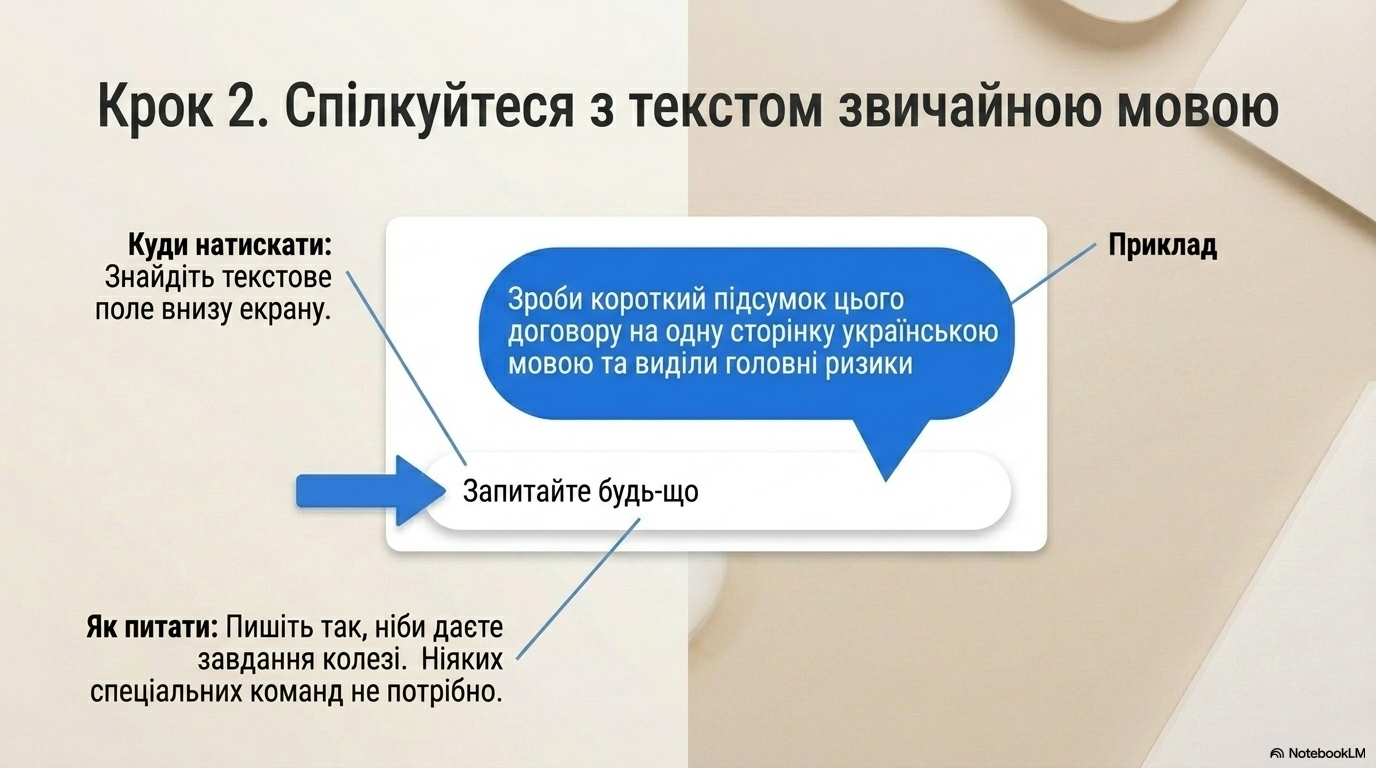 Крок 2. Спілкуйтеся з текстом звичайною мовою
Куди натискати:
Знайдіть текстове
поле внизу екрану.
Приклад
Зроби короткий підсумок цього
договору на одну сторінку українською
мовою та виділи головні ризики
Запитайте будь-що
Як питати: Пишіть так, ніби даєте
завдання колезі. Ніяких
спеціальних команд не потрібно.
NotebookLM